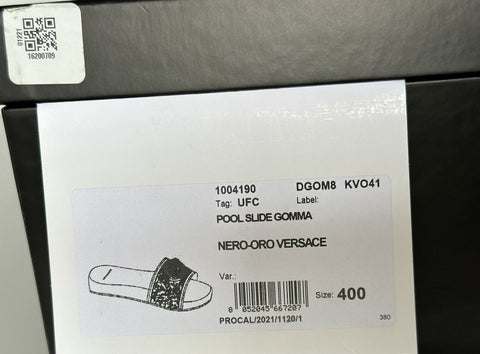 01221
16200709
1004190 DGOM8 KVO41
Tag: UFC Label:
POOL SLIDE GOMMA
NERO-ORO VERSACE
Var.:
8 052045 667207
Size: 400
PROCAL/2021/1120/1
380